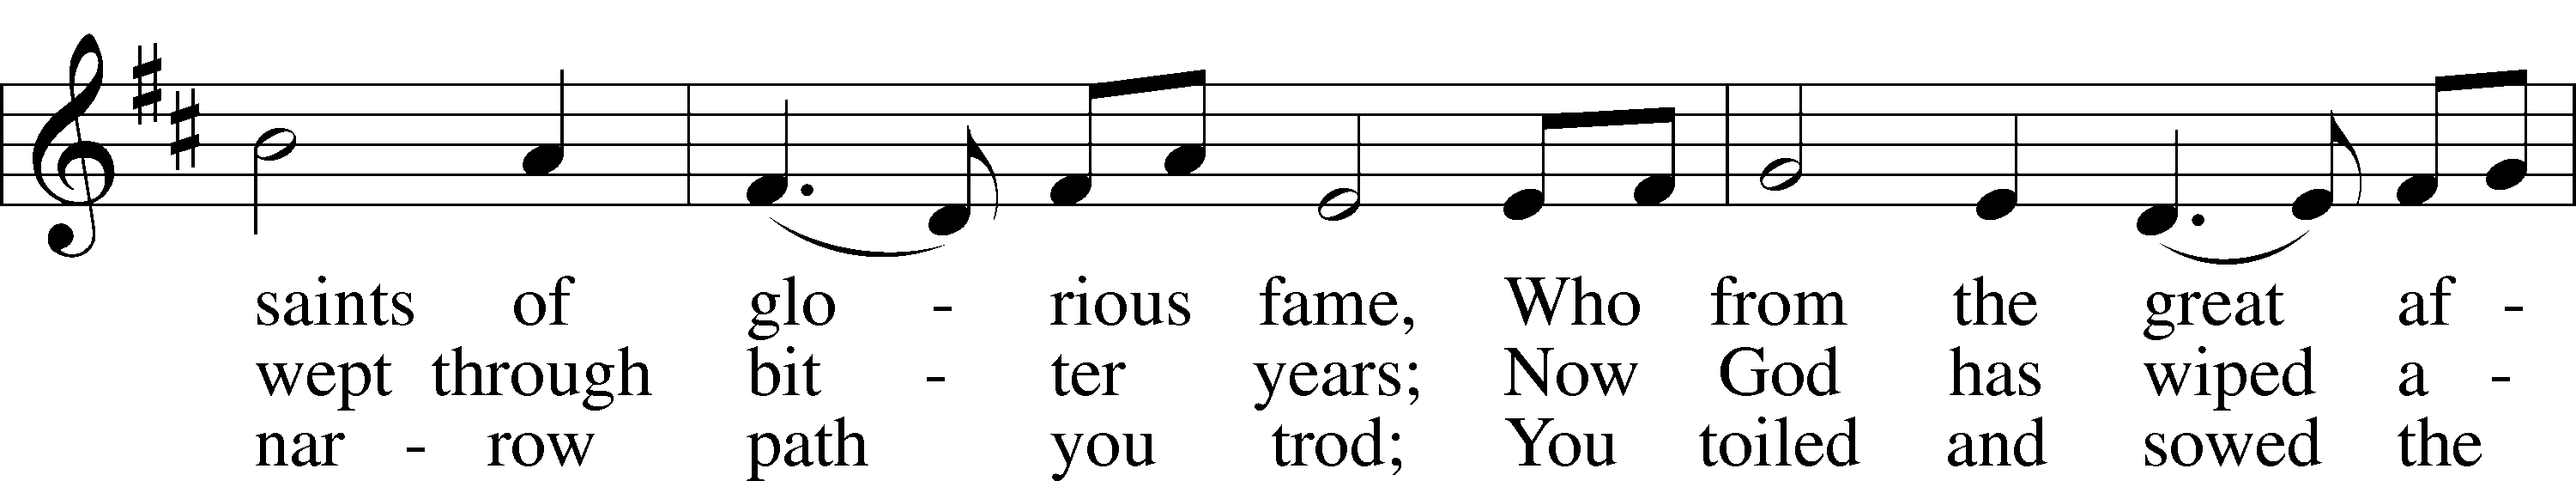 saints of glo - rious fame, Who from the great af -
wept through bit - ter years; Now God has wiped a -
nar - row path you trod; You toiled and sowed the